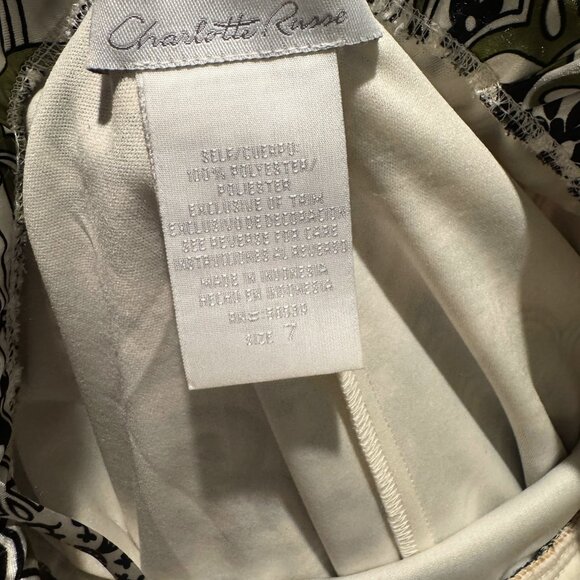 Charlotte Russe
SELF/CUERPO:
100% POLYESTER/
POLIESTER
EXCLUSIVE OF TRIM
EXCLUSIVO DE DECORACION
SEE REVERSE FOR CARE
INSTRUCCIONES AL REVERSO
MADE IN INDONESIA
HECHO EN INDONESIA
SIZE 7